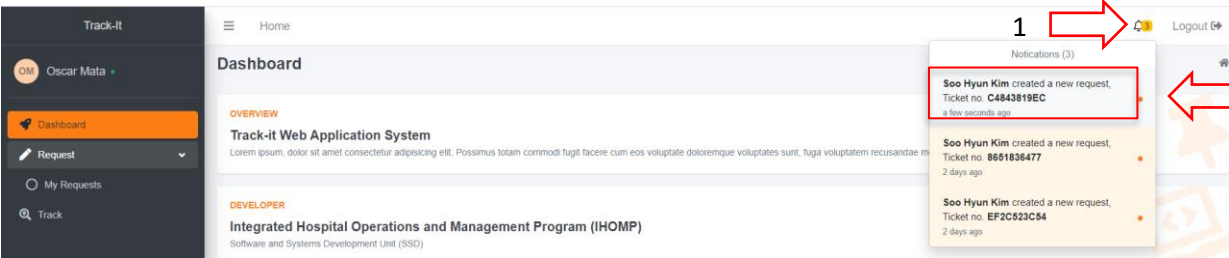 Track-It
Home
1
3
Logout
OM
Oscar Mata
Dashboard
Request
My Requests
Track
Dashboard
OVERVIEW
Track-it Web Application System
Lorem ipsum, dolor sit amet consectetur adipisicing elit. Possimus totam commodi fugit facere cum eos voluptate doloremque voluptates sunt, fuga voluptatem recusandae m
DEVELOPER
Integrated Hospital Operations and Management Program (IHOMP)
Software and Systems Development Unit (SSD)
Notications (3)
Soo Hyun Kim created a new request,
Ticket no. C4843819EC
a few seconds ago
Soo Hyun Kim created a new request,
Ticket no. 8651836477
2 days ago
Soo Hyun Kim created a new request,
Ticket no. EF2C523C54
2 days ago